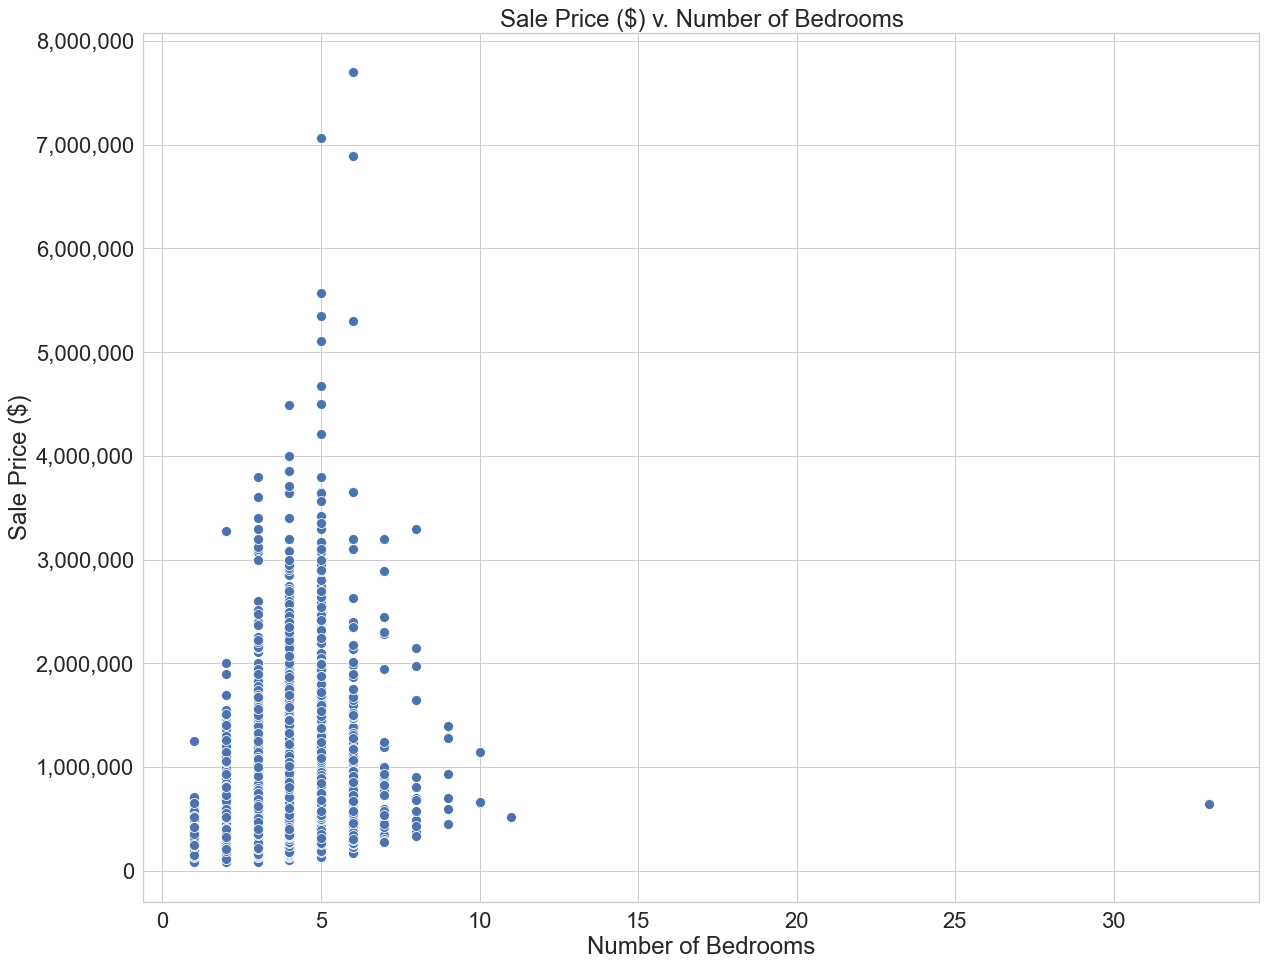 Sale Price ($) v. Number of Bedrooms
8,000,000
7,000,000
6,000,000
5,000,000
4,000,000
3,000,000
2,000,000
1,000,000
0
Sale Price ($)
0 5 10 15 20 25 30
Number of Bedrooms